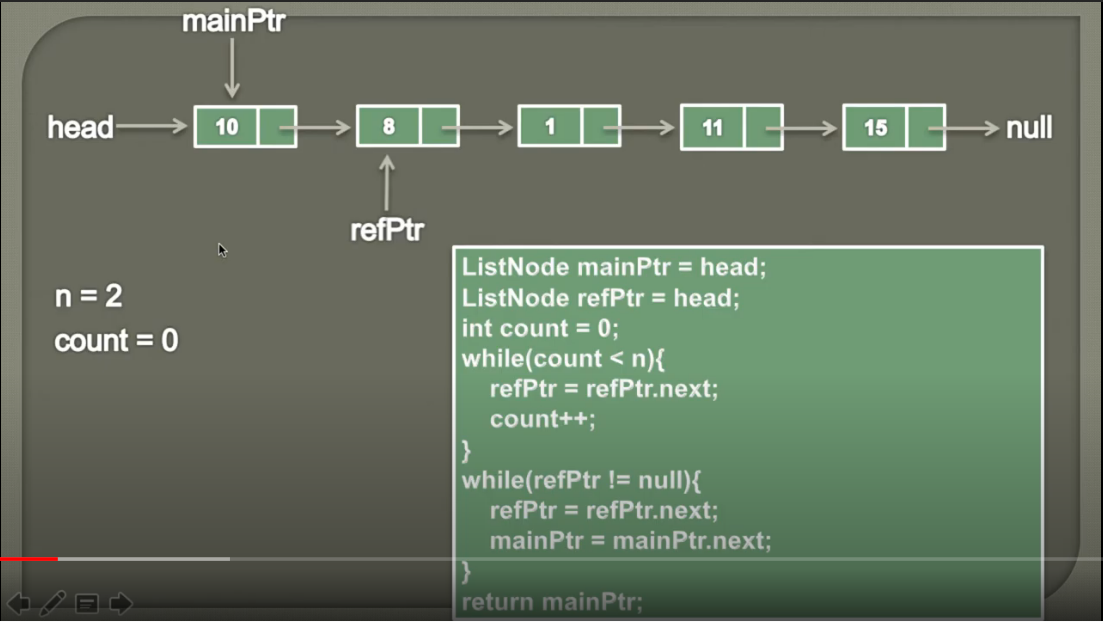 mainPtr
head 10 8 1 11 15 null
refPtr
n = 2
count = 0
ListNode mainPtr = head;
ListNode refPtr = head;
int count = 0;
while(count < n){
refPtr = refPtr.next;
count++;
}
while(refPtr != null){
refPtr = refPtr.next;
mainPtr = mainPtr.next;
}
return mainPtr;